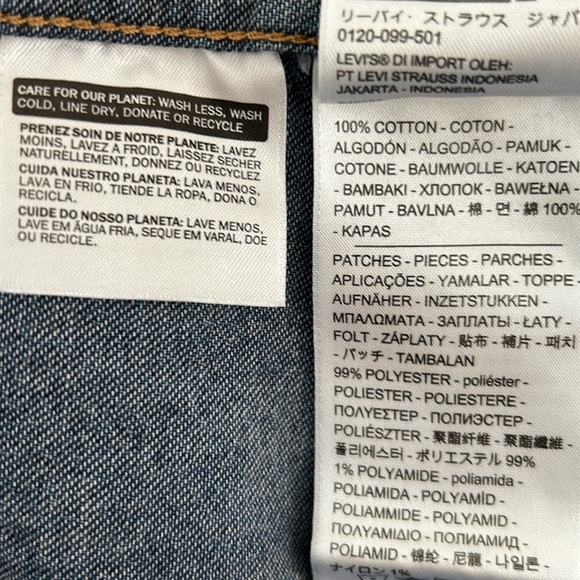 CARE FOR OUR PLANET: WASH LESS, WASH
COLD, LINE DRY, DONATE OR RECYCLE
PRENEZ SOIN DE NOTRE PLANETE: LAVEZ
MOINS, LAVEZ A FROID, LAISSEZ SECHER
NATURELLEMENT, DONNEZ OU RECYCLEZ
CUIDA NUESTRO PLANETA: LAVA MENOS,
LAVA EN FRIO, TIENDE LA ROPA, DONA O
RECICLA.
CUIDE DO NOSSO PLANETA: LAVE MENOS,
LAVE EM ÁGUA FRIA, SEQUE EM VARAL, DOE
OU RECICLE.
リーバイ・ストラウス ジャパ
0120-099-501
LEVI'S® DI IMPORT OLEH:
PT LEVI STRAUSS INDONESIA
JAKARTA - INDONESIA
100% COTTON - COTON -
ALGODÓN - ALGODÃO - PAMUK -
COTONE - BAUMWOLLE - KATOEN
- BAMBAKI - ХЛОПОК - BAWEŁNA -
PAMUT - BAVLNA - 棉 - 면 - 綿 100%
- KAPAS
PATCHES - PIECES - PARCHES -
APLICAÇÕES - YAMALAR - TOPPE -
AUFNÄHER - INZETSTUKKEN -
ΜΠΑΛΩΜΑΤΑ - ЗАПЛАТЫ - ŁATY -
FOLT - ZÁPLATY - 贴布 - 補片 - 패치
- パッチ - TAMBALAN
99% POLYESTER - poliéster -
POLIESTER - POLIESTERE -
ΠΟΛΥΕΣΤΕΡ - ПОЛИЭСТЕР -
POLIÉSZTER - 聚酯纤维 - 聚酯纖維 -
폴리에스터 - ポリエステル 99%
1% POLYAMIDE - poliamida -
POLIAMIDA - POLYAMİD -
POLIAMMIDE - POLYAMID -
ΠΟΛΥΑΜΙΔΙΟ - ПОЛИАМИД -
POLIAMID - 锦纶 - 尼龍 - 나일론 -
ナイロン 1%